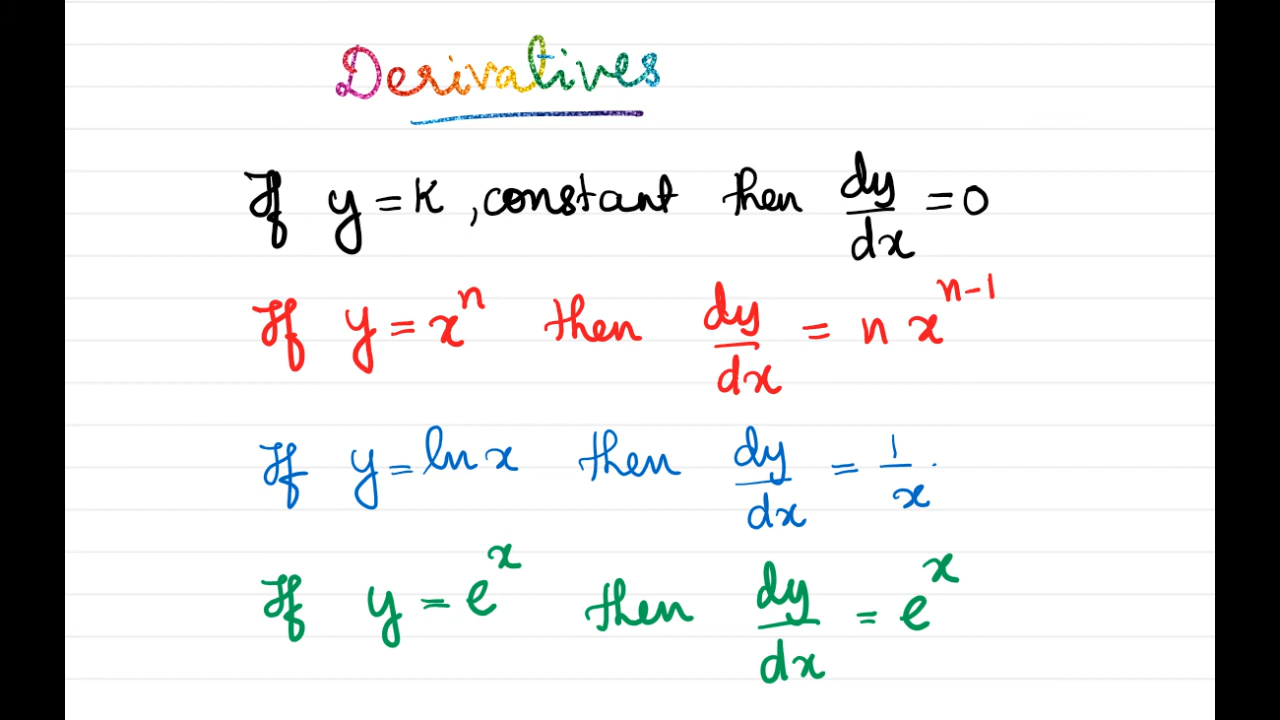 Derivatives
If y = K, constant then dy/dx = 0
If y = x^n then dy/dx = n x^(n-1)
If y = ln x then dy/dx = 1/x.
If y = e^x then dy/dx = e^x